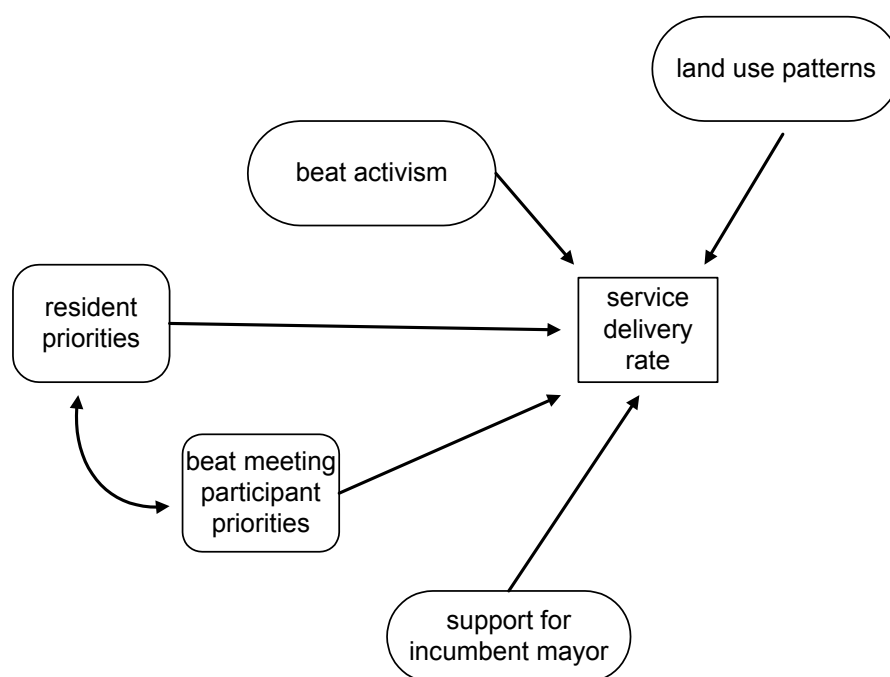 land use patterns
beat activism
service
delivery
rate
resident
priorities
beat meeting
participant
priorities
support for
incumbent mayor